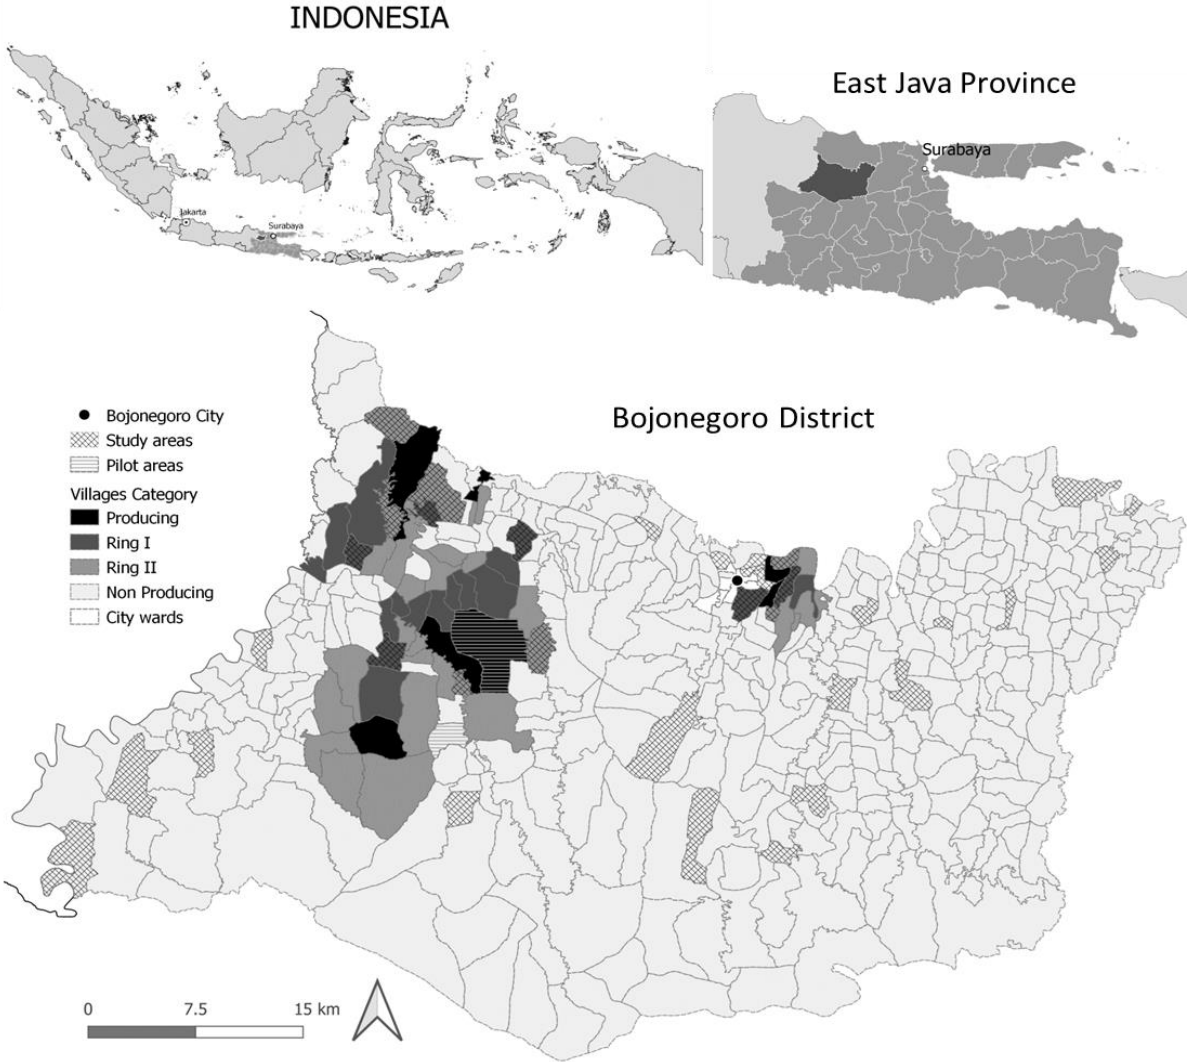 INDONESIA
East Java Province
Surabaya
Jakarta
Surabaya
Bojonegoro District
Bojonegoro City
Study areas
Pilot areas
Villages Category
Producing
Ring I
Ring II
Non Producing
City wards
0 7.5 15 km